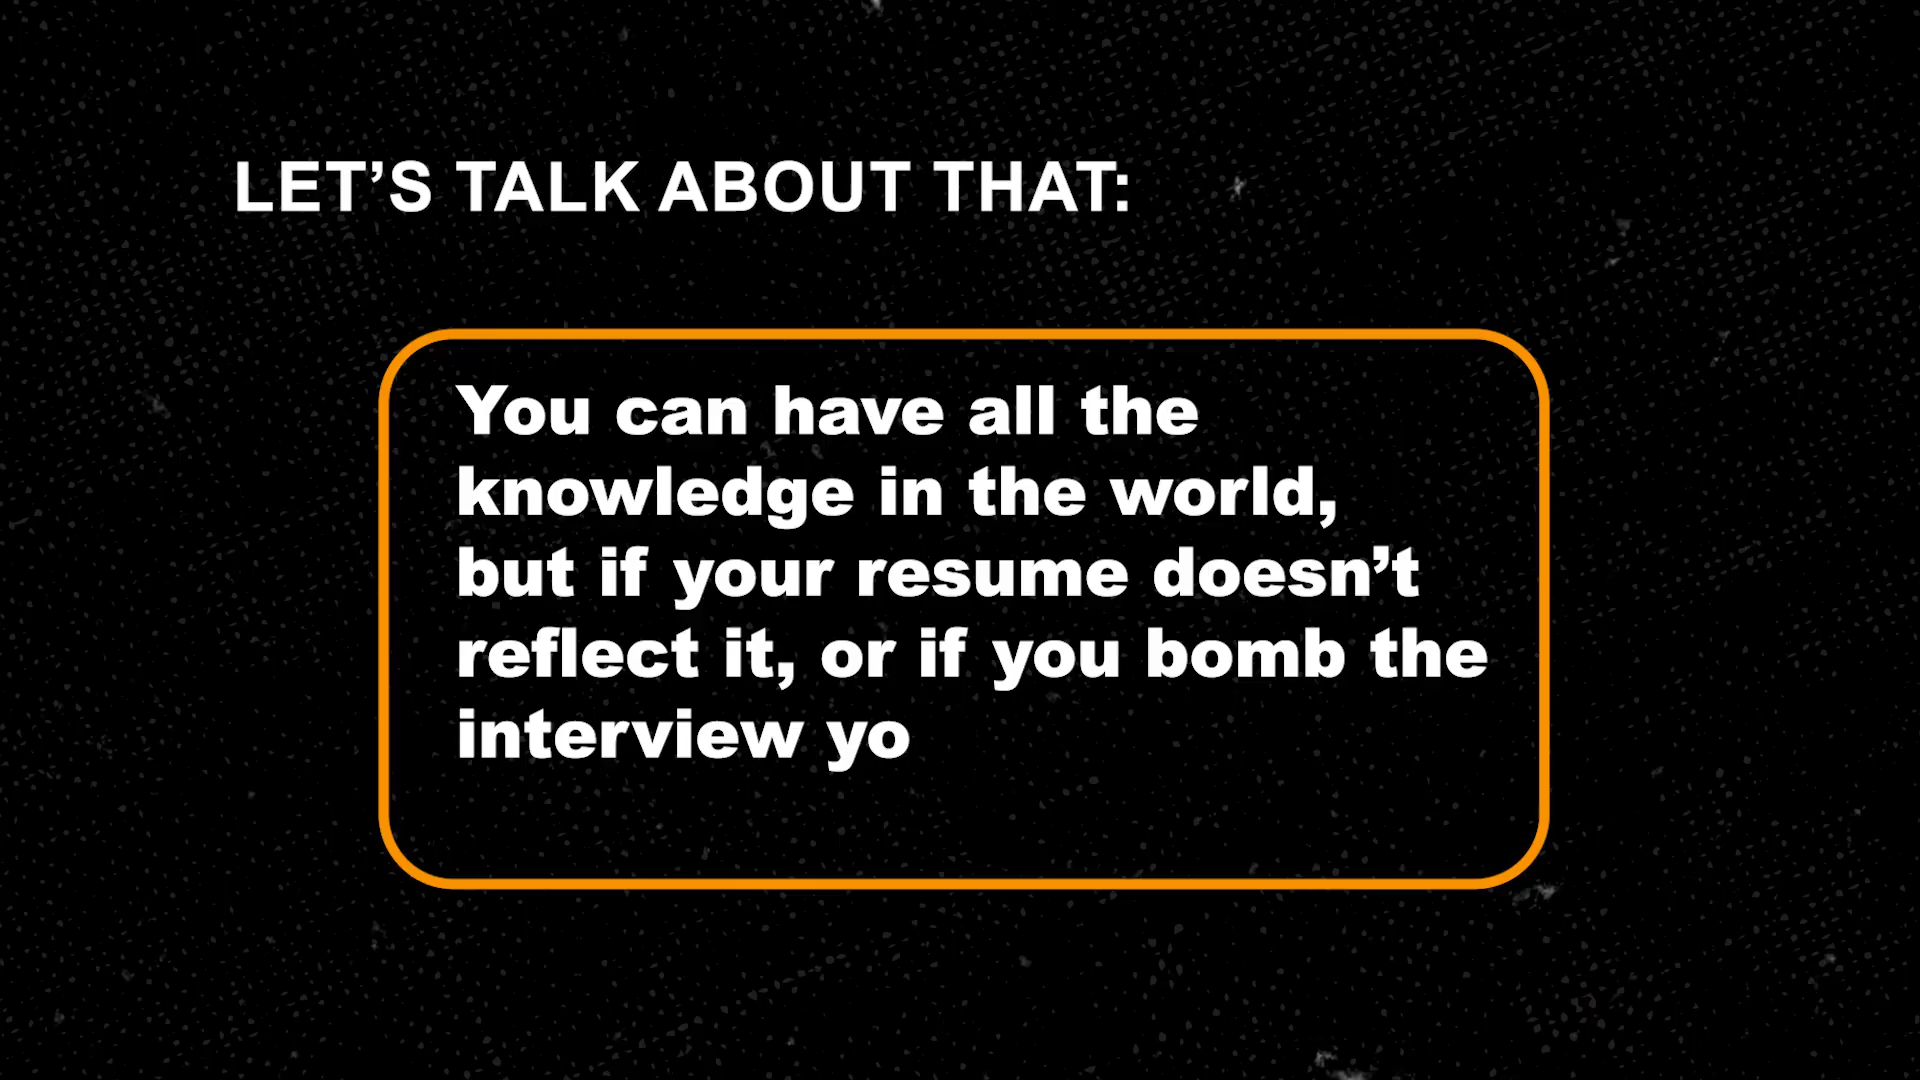 LET’S TALK ABOUT THAT:
You can have all the
knowledge in the world,
but if your resume doesn’t
reflect it, or if you bomb the
interview yo